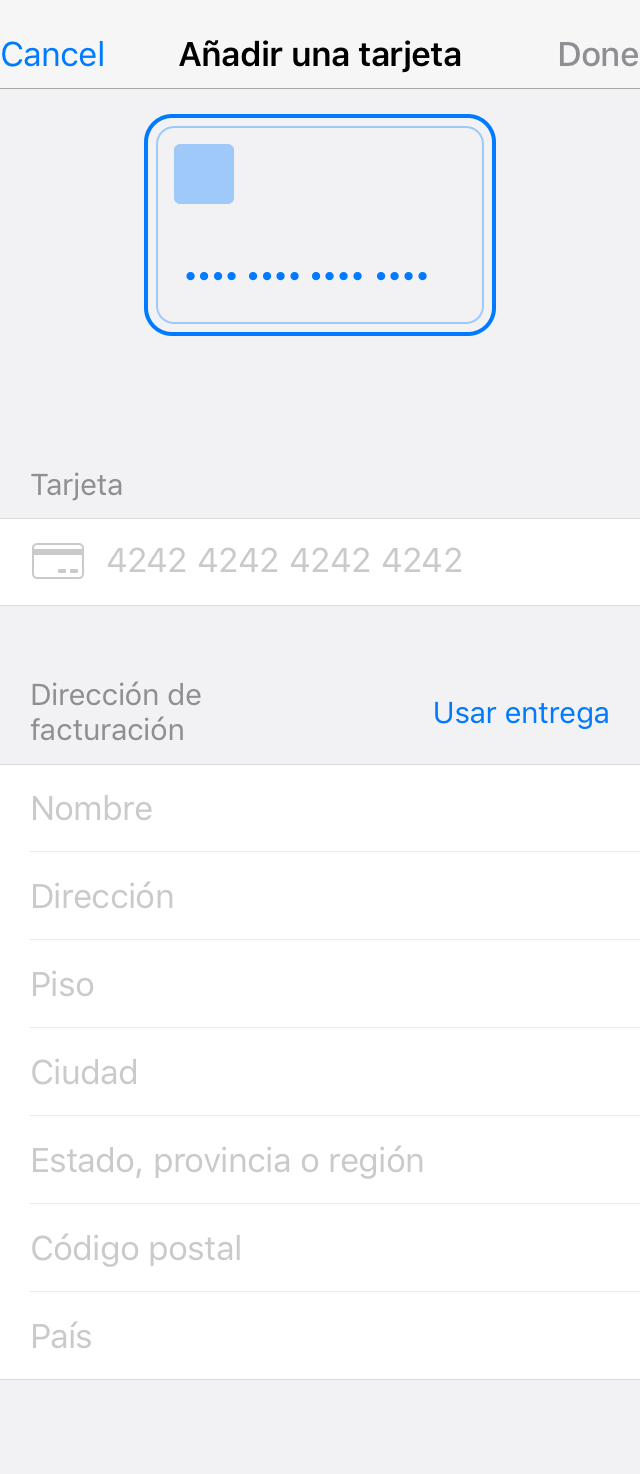 Cancel Añadir una tarjeta Done
•••• •••• •••• ••••
Tarjeta
4242 4242 4242 4242
Dirección de
facturación
Usar entrega
Nombre
Dirección
Piso
Ciudad
Estado, provincia o región
Código postal
País